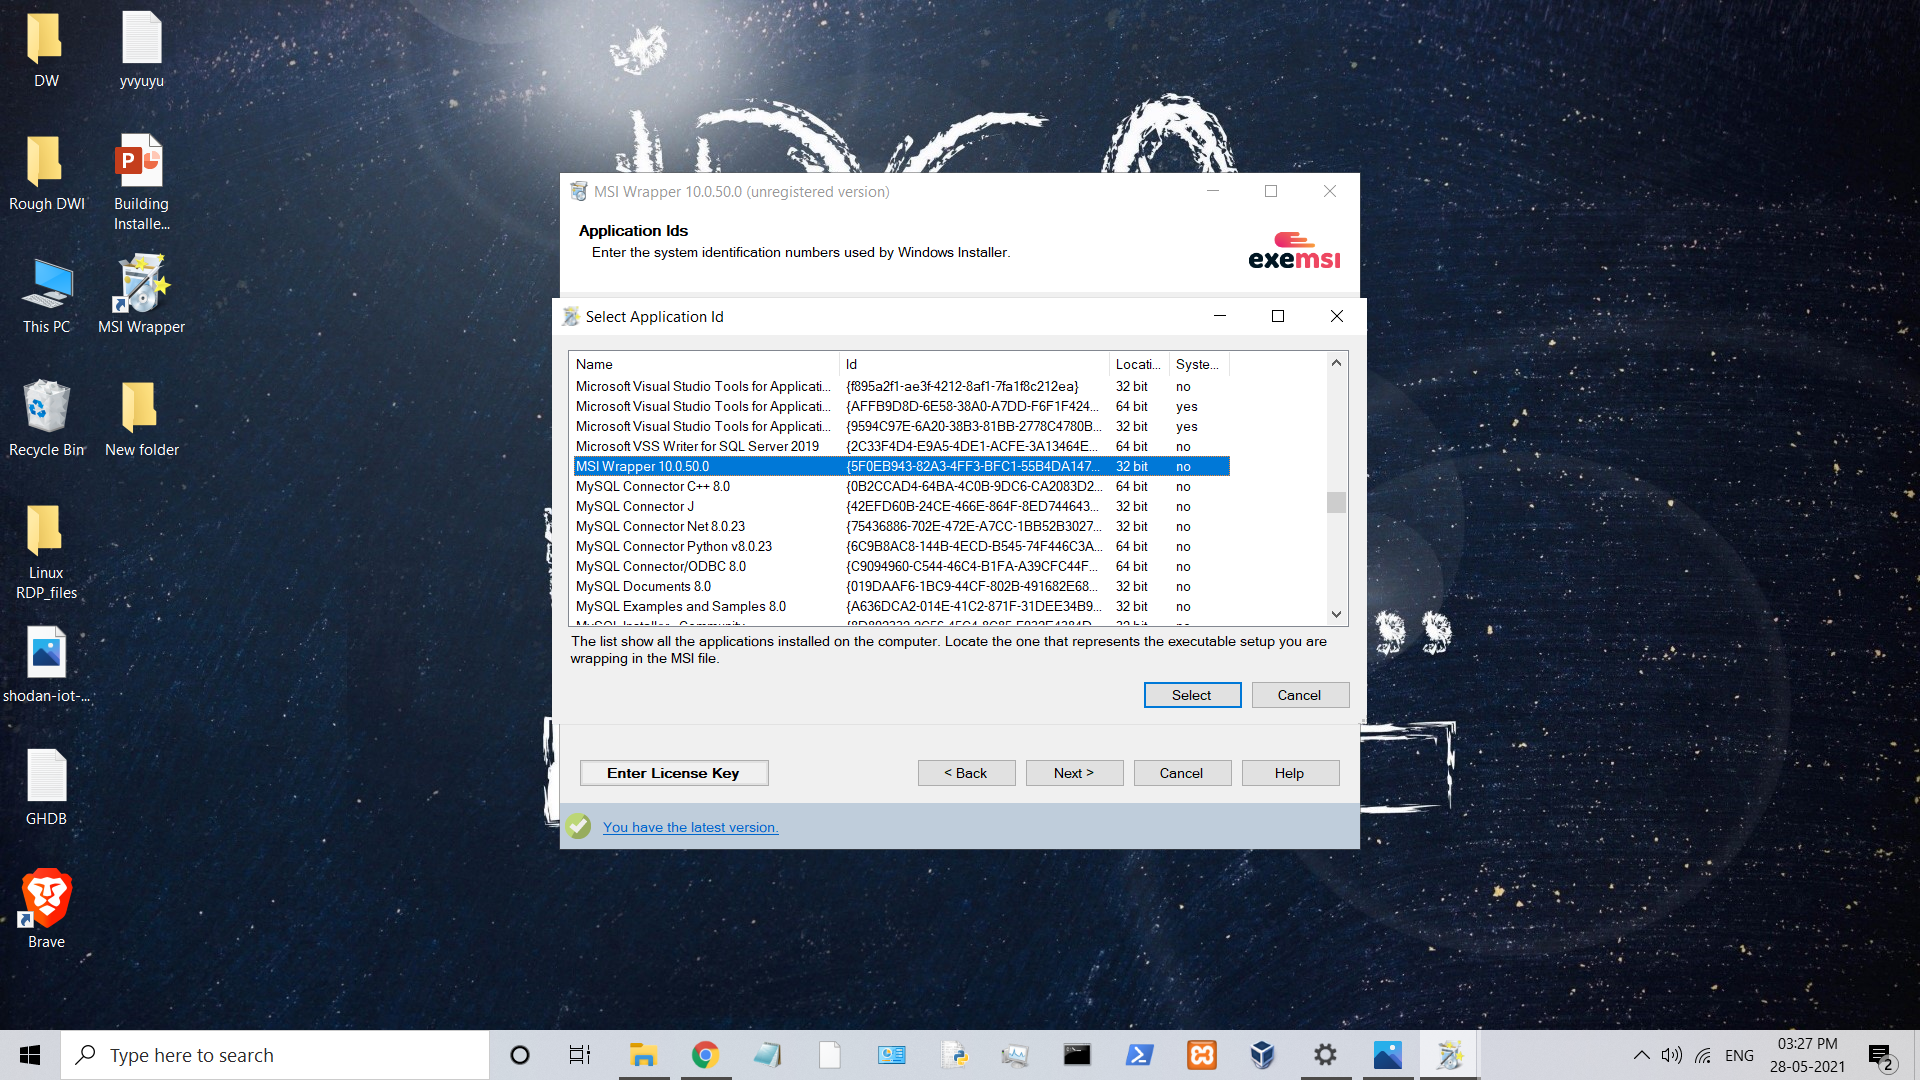 DW
yvyuyu
Rough DWI
Building
Installe...
This PC
MSI Wrapper
Recycle Bin
New folder
Linux
RDP_files
shodan-iot-...
GHDB
Brave
MSI Wrapper 10.0.50.0 (unregistered version)
Application Ids
Enter the system identification numbers used by Windows Installer.
exemsi
Select Application Id
Name Id Locati... Syste...
Microsoft Visual Studio Tools for Applicati... {f895a2f1-ae3f-4212-8af1-7fa1f8c212ea} 32 bit no
Microsoft Visual Studio Tools for Applicati... {AFFB9D8D-6E58-38A0-A7DD-F6F1F424... 64 bit yes
Microsoft Visual Studio Tools for Applicati... {9594C97E-6A20-38B3-81BB-2778C4780B... 32 bit yes
Microsoft VSS Writer for SQL Server 2019 {2C33F4D4-E9A5-4DE1-ACFE-3A13464E... 64 bit no
MSI Wrapper 10.0.50.0 {5F0EB943-82A3-4FF3-BFC1-55B4DA147... 32 bit no
MySQL Connector C++ 8.0 {0B2CCAD4-64BA-4C0B-9DC6-CA2083D2... 64 bit no
MySQL Connector J {42EFD60B-24CE-466E-864F-8ED744643... 32 bit no
MySQL Connector Net 8.0.23 {75436886-702E-472E-A7CC-1BB52B3027... 32 bit no
MySQL Connector Python v8.0.23 {6C9B8AC8-144B-4ECD-B545-74F446C3A... 64 bit no
MySQL Connector/ODBC 8.0 {C9094960-C544-46C4-B1FA-A39CFC44F... 64 bit no
MySQL Documents 8.0 {019DAAF6-1BC9-44CF-802B-491682E68... 32 bit no
MySQL Examples and Samples 8.0 {A636DCA2-014E-41C2-871F-31DEE34B9... 32 bit no
The list show all the applications installed on the computer. Locate the one that represents the executable setup you are
wrapping in the MSI file.
Select Cancel
Enter License Key < Back Next > Cancel Help
You have the latest version.
Type here to search
ENG
03:27 PM
28-05-2021
2